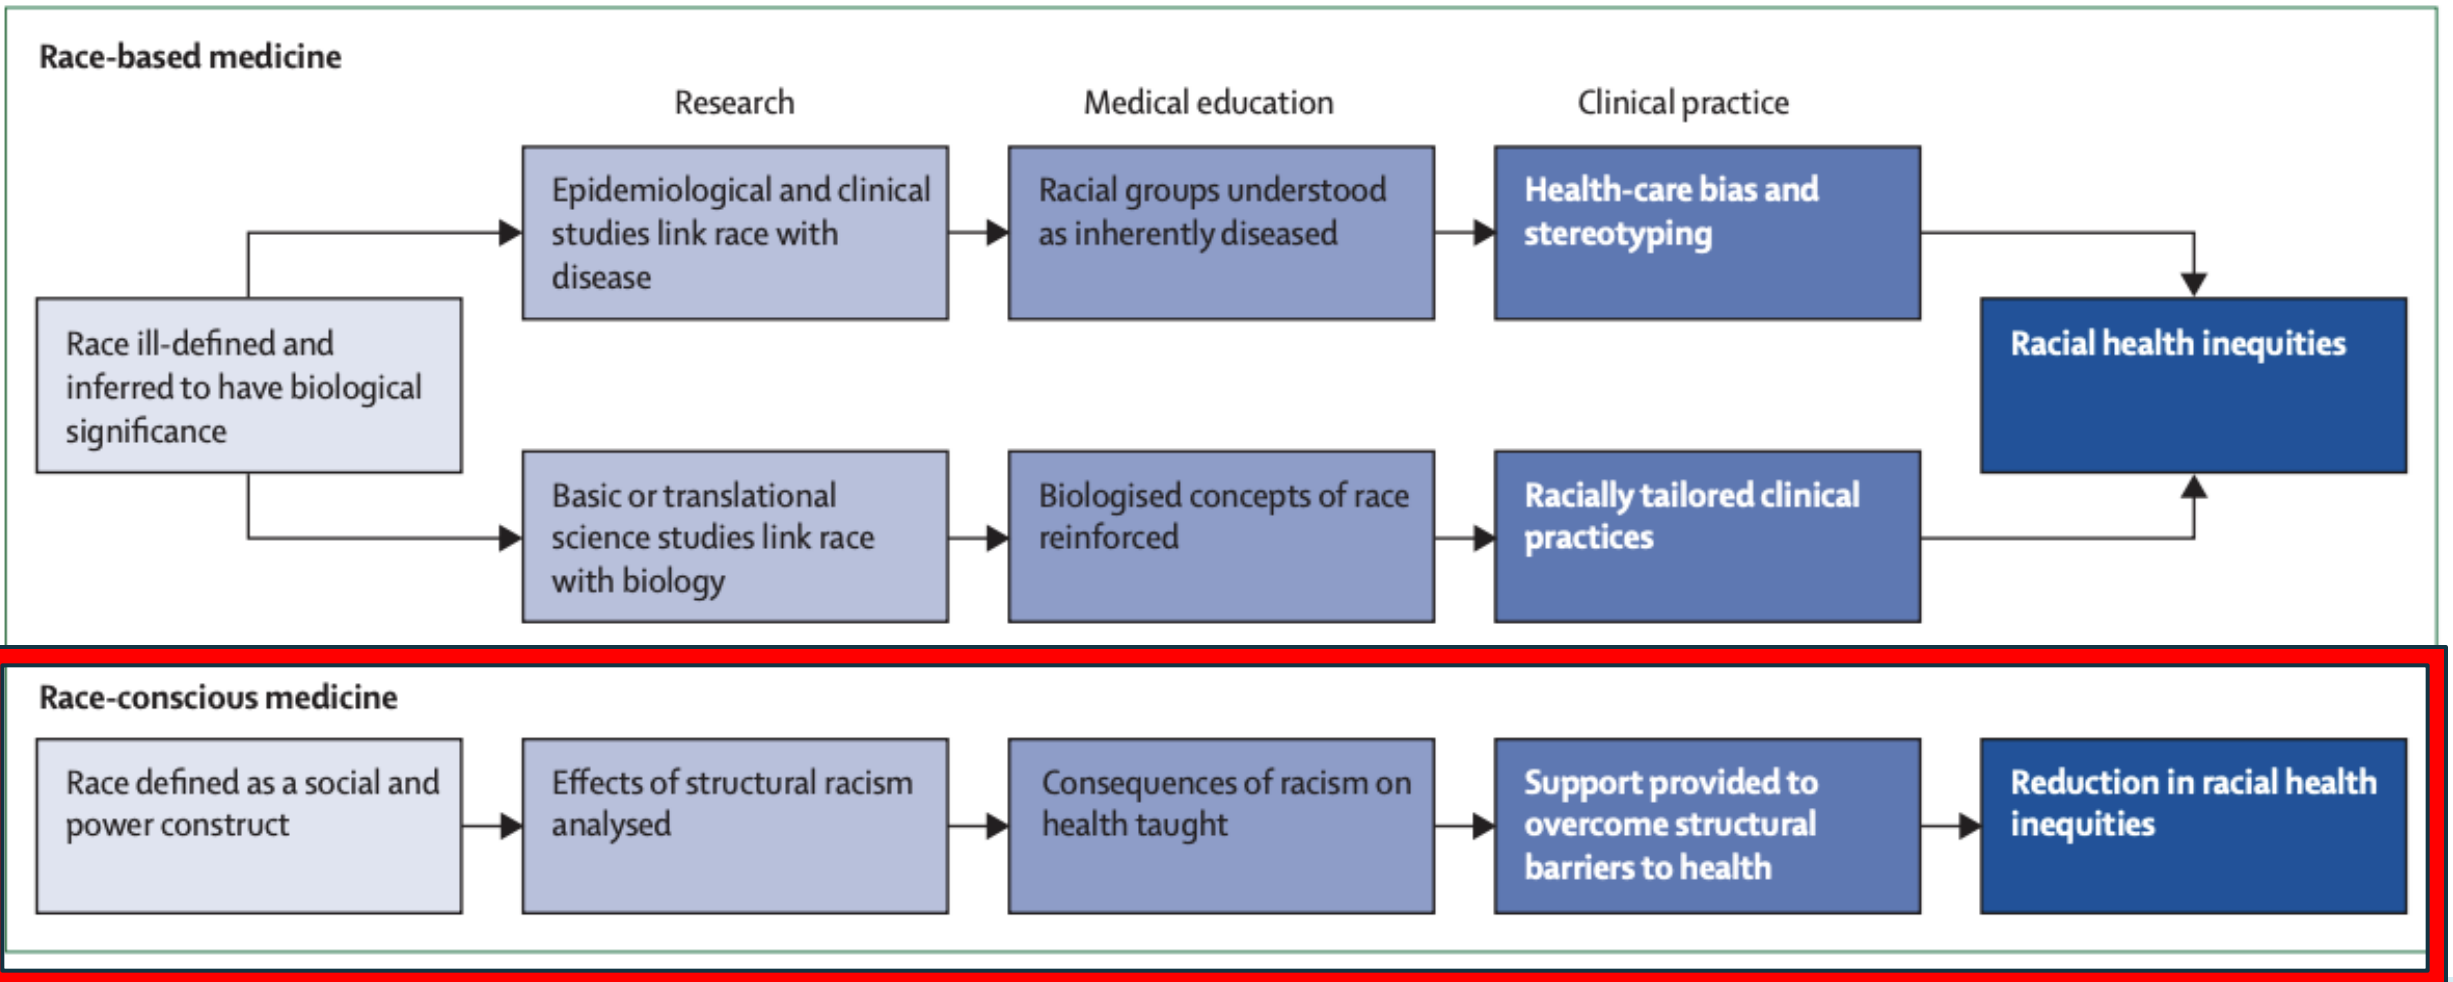 Race-based medicine
Research
Medical education
Clinical practice
Race ill-defined and
inferred to have biological
significance
Epidemiological and clinical
studies link race with
disease
Racial groups understood
as inherently diseased
Health-care bias and
stereotyping
Basic or translational
science studies link race
with biology
Biologised concepts of race
reinforced
Racially tailored clinical
practices
Racial health inequities
Race-conscious medicine
Race defined as a social and
power construct
Effects of structural racism
analysed
Consequences of racism on
health taught
Support provided to
overcome structural
barriers to health
Reduction in racial health
inequities